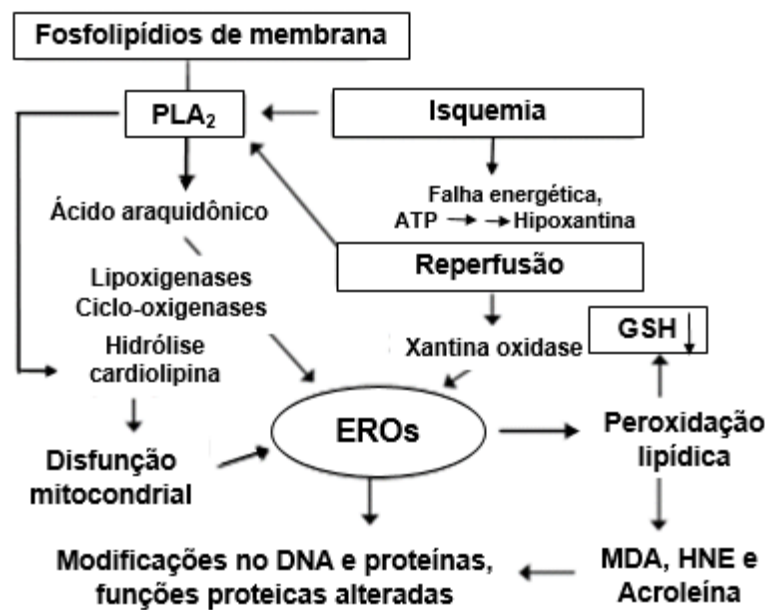 Fosfolipídios de membrana
PLA₂
Isquemia
Ácido araquidônico
Falha energética,
ATP → → Hipoxantina
Lipoxigenases
Ciclo-oxigenases
Reperfusão
Hidrólise
cardiolipina
Xantina oxidase
GSH ↓
EROs
Peroxidação
lipídica
Disfunção
mitocondrial
Modificações no DNA e proteínas,
funções proteicas alteradas
MDA, HNE e
Acroleína